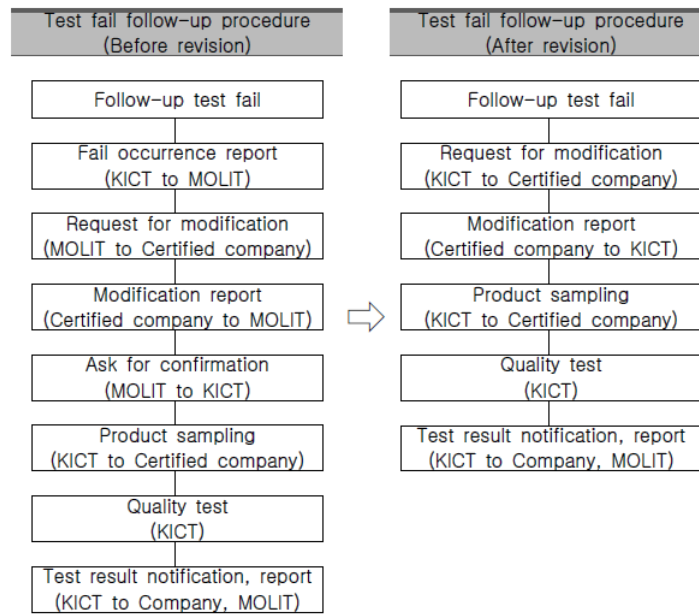 Test fail follow-up procedure
(Before revision)
Follow-up test fail
Fail occurrence report
(KICT to MOLIT)
Request for modification
(MOLIT to Certified company)
Modification report
(Certified company to MOLIT)
Ask for confirmation
(MOLIT to KICT)
Product sampling
(KICT to Certified company)
Quality test
(KICT)
Test result notification, report
(KICT to Company, MOLIT)
Test fail follow-up procedure
(After revision)
Follow-up test fail
Request for modification
(KICT to Certified company)
Modification report
(Certified company to KICT)
Product sampling
(KICT to Certified company)
Quality test
(KICT)
Test result notification, report
(KICT to Company, MOLIT)